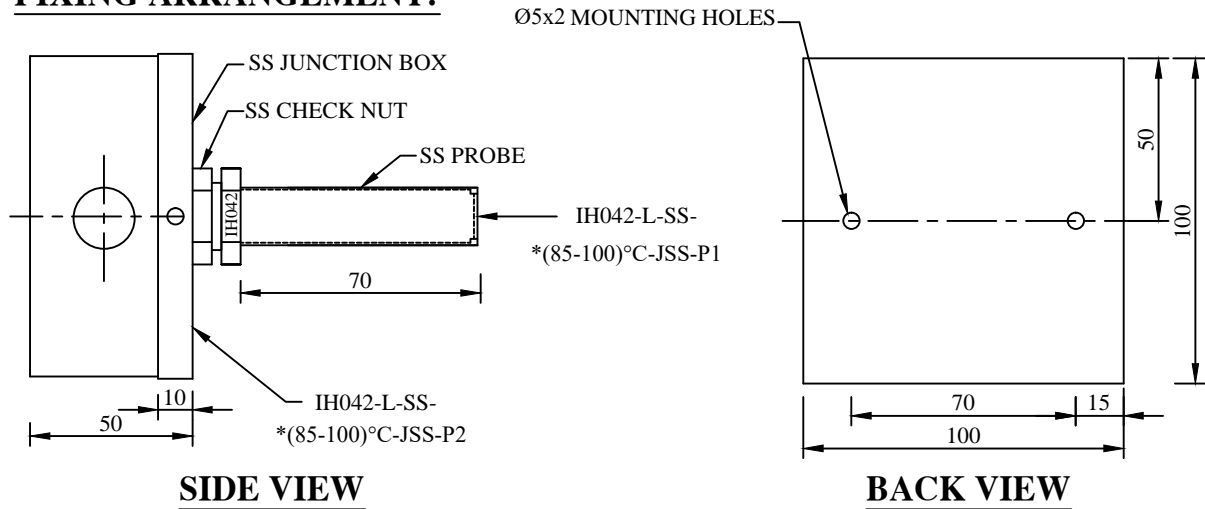 FIXING ARRANGEMENT:
Ø5x2 MOUNTING HOLES
SS JUNCTION BOX
SS CHECK NUT
SS PROBE
IH042
IH042-L-SS-
*(85-100)°C-JSS-P1
70
10
50
IH042-L-SS-
*(85-100)°C-JSS-P2
SIDE VIEW
50
100
70
15
100
BACK VIEW